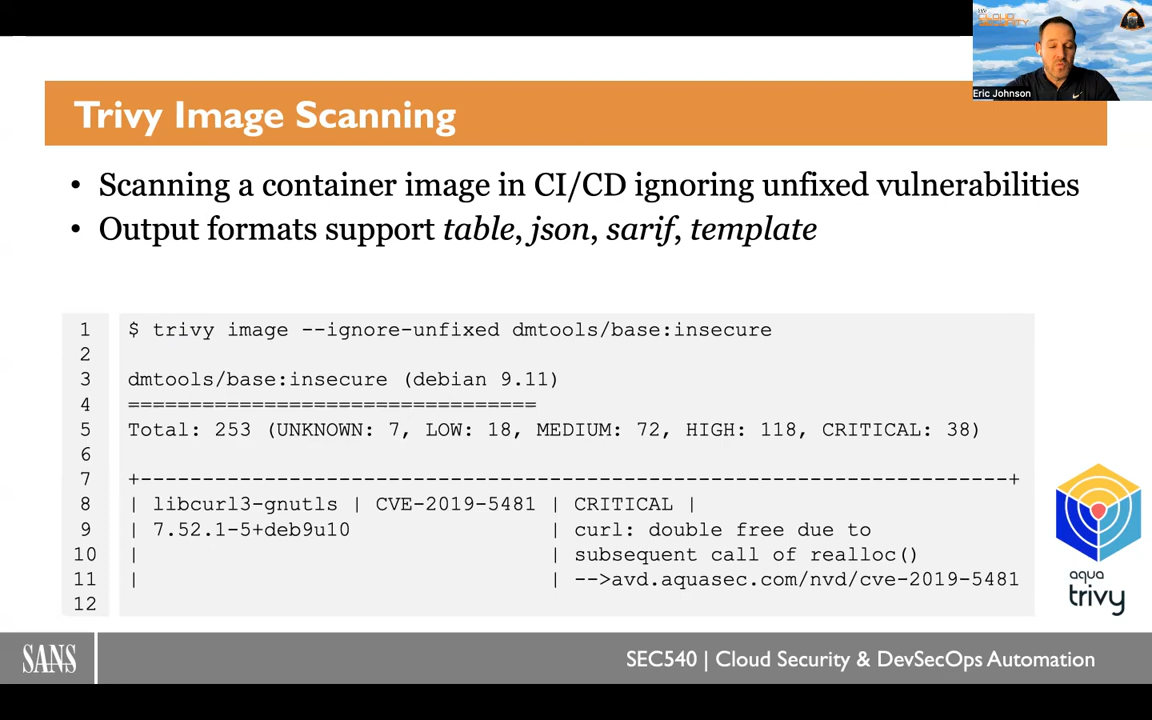 CLOUD SECURITY
Eric Johnson
Trivy Image Scanning
• Scanning a container image in CI/CD ignoring unfixed vulnerabilities
• Output formats support table, json, sarif, template
1 $ trivy image --ignore-unfixed dmtools/base:insecure
2
3 dmtools/base:insecure (debian 9.11)
4 =================================
5 Total: 253 (UNKNOWN: 7, LOW: 18, MEDIUM: 72, HIGH: 118, CRITICAL: 38)
6
7 +-----------------------------------------------------------------------+
8 | libcurl3-gnutls | CVE-2019-5481 | CRITICAL |
9 | 7.52.1-5+deb9u10 | curl: double free due to
10 | | subsequent call of realloc()
11 | | -->avd.aquasec.com/nvd/cve-2019-5481
12
aqua
trivy
SANS
SEC540 | Cloud Security & DevSecOps Automation